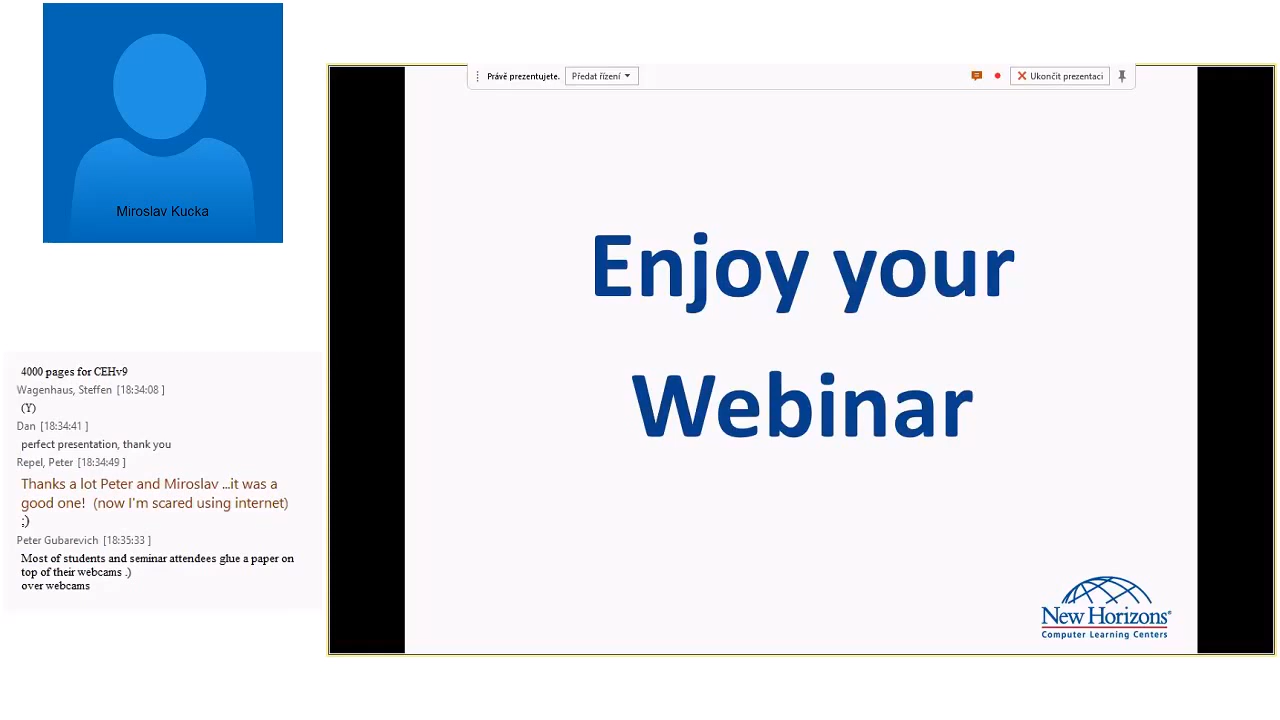 Miroslav Kucka
4000 pages for CEHv9
Wagenhaus, Steffen [18:34:08 ]
(Y)
Dan [18:34:41 ]
perfect presentation, thank you
Repel, Peter [18:34:49 ]
Thanks a lot Peter and Miroslav ...it was a
good one!  (now I'm scared using internet)
;)
Peter Gubarevich [18:35:33 ]
Most of students and seminar attendees glue a paper on
top of their webcams .)
over webcams
Právě prezentujete. Předat řízení
Ukončit prezentaci
Enjoy your
Webinar
New Horizons®
Computer Learning Centers